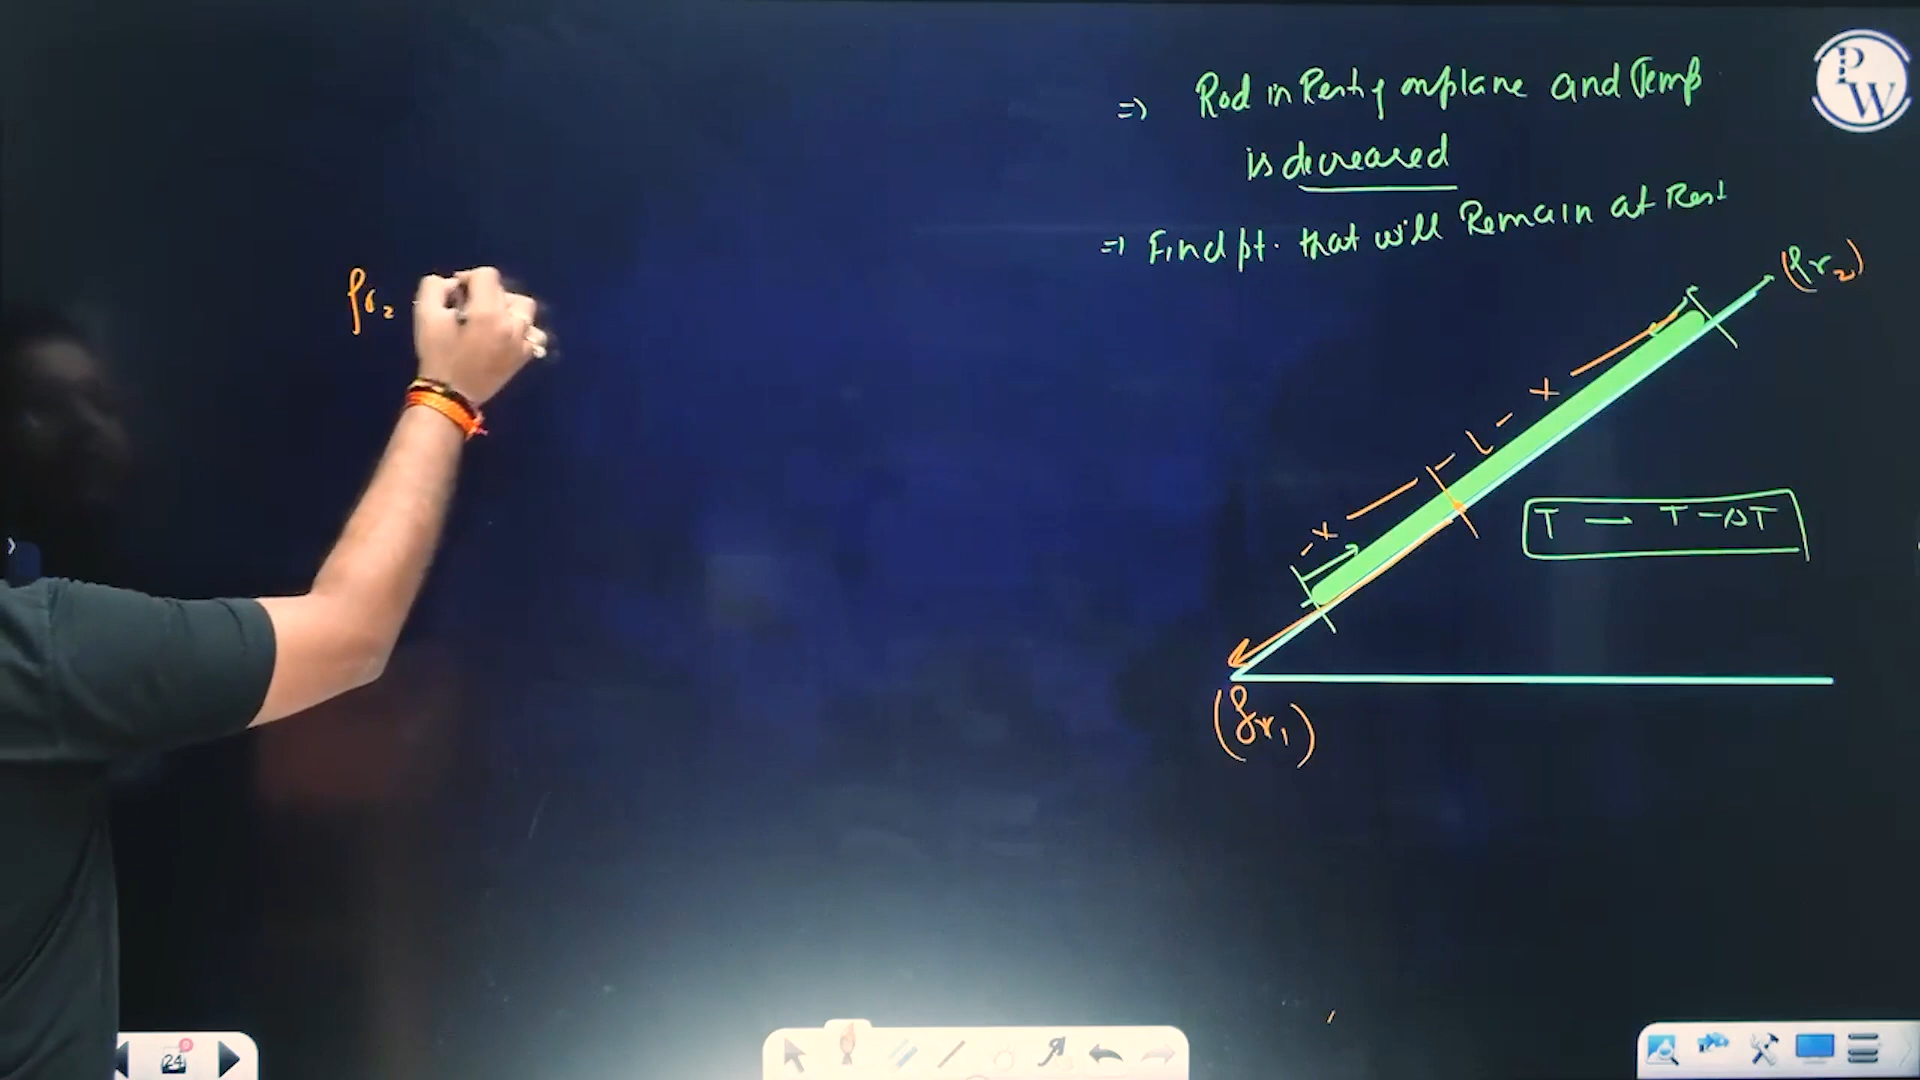 PW
=> Rod in Rest on plane and Temp
is decreased
=> Find pt. that will Remain at Rest
fr₂
(fr₂)
- x - L - x
T — T - ΔT
(fr₁)
24